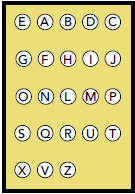 E A B D C
G F H I J
O N L M P
S Q R U T
X V Z